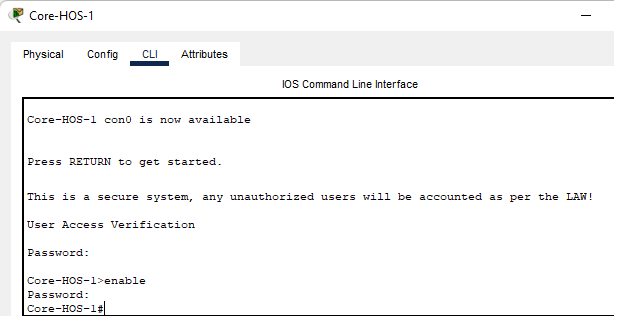 Core-HOS-1
Physical Config CLI Attributes
IOS Command Line Interface
Core-HOS-1 con0 is now available
Press RETURN to get started.
This is a secure system, any unauthorized users will be accounted as per the LAW!
User Access Verification
Password:
Core-HOS-1>enable
Password:
Core-HOS-1#